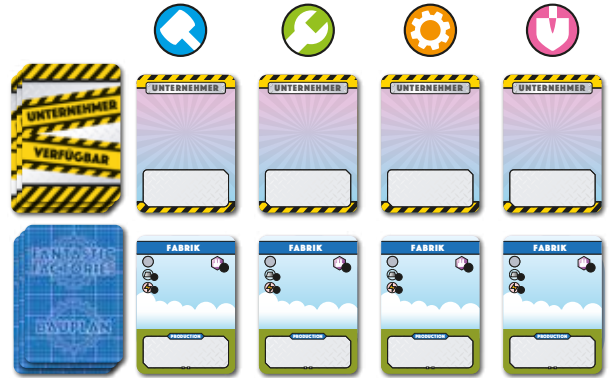 UNTERNEHMER
VERFÜGBAR
UNTERNEHMER
UNTERNEHMER
UNTERNEHMER
UNTERNEHMER
FANTASTIC
FACTORIES
BAUPLAN
FABRIK
FABRIK
FABRIK
FABRIK
PRODUCTION
PRODUCTION
PRODUCTION
PRODUCTION